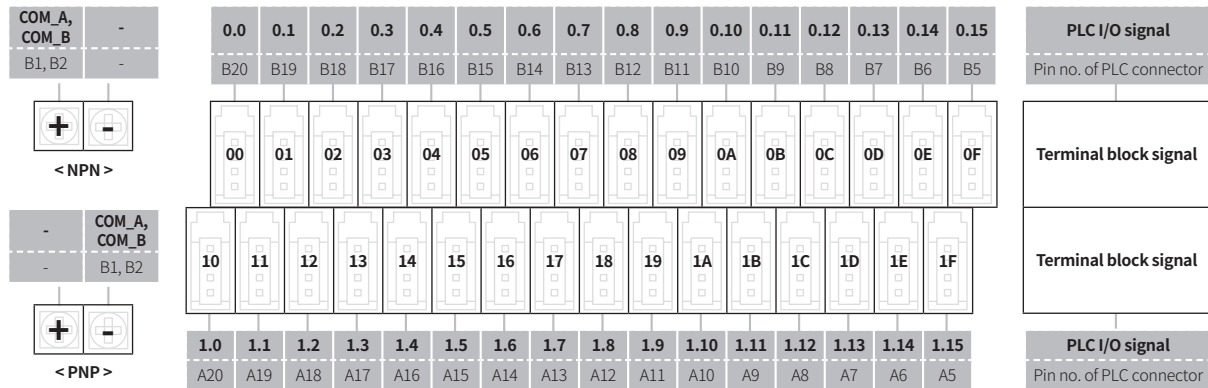 COM_A, COM_B -
B1, B2 -
+ -
< NPN >
0.0 0.1 0.2 0.3 0.4 0.5 0.6 0.7 0.8 0.9 0.10 0.11 0.12 0.13 0.14 0.15
B20 B19 B18 B17 B16 B15 B14 B13 B12 B11 B10 B9 B8 B7 B6 B5
00 01 02 03 04 05 06 07 08 09 0A 0B 0C 0D 0E 0F
PLC I/O signal
Pin no. of PLC connector
Terminal block signal
- COM_A, COM_B
- B1, B2
+ -
< PNP >
10 11 12 13 14 15 16 17 18 19 1A 1B 1C 1D 1E 1F
1.0 1.1 1.2 1.3 1.4 1.5 1.6 1.7 1.8 1.9 1.10 1.11 1.12 1.13 1.14 1.15
A20 A19 A18 A17 A16 A15 A14 A13 A12 A11 A10 A9 A8 A7 A6 A5
Terminal block signal
PLC I/O signal
Pin no. of PLC connector